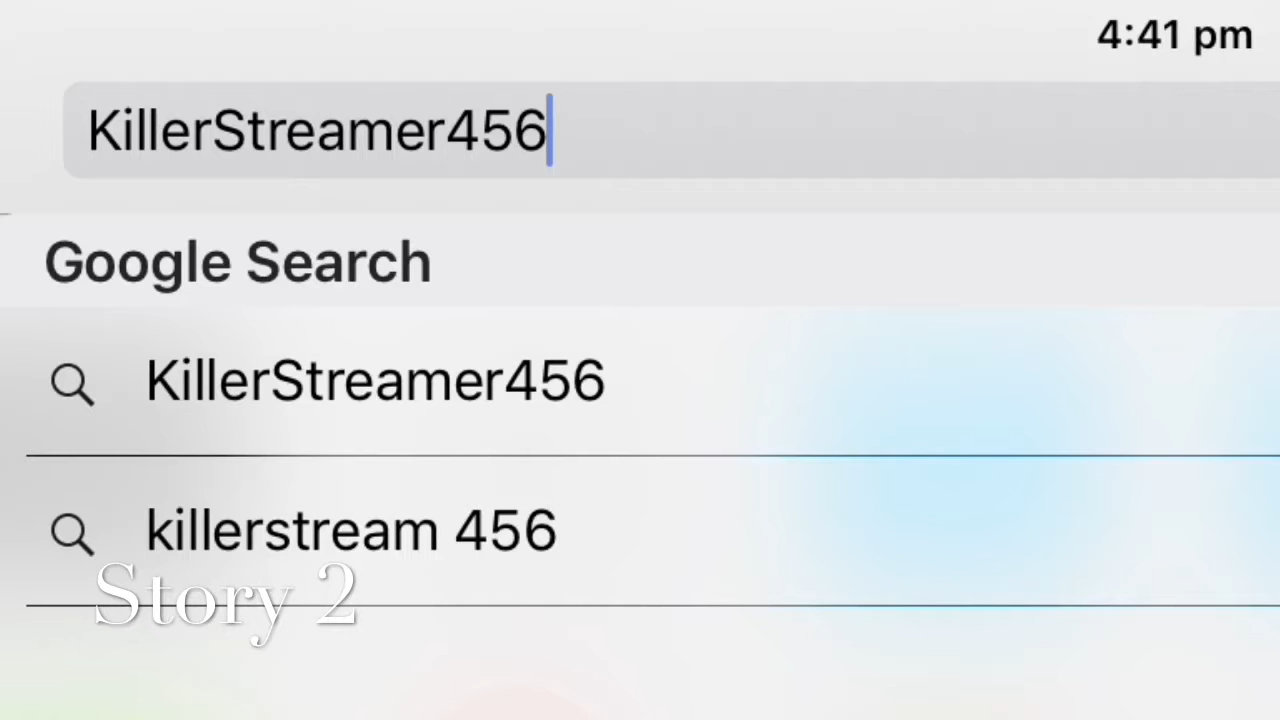 4:41 pm
KillerStreamer456
Google Search
KillerStreamer456
killerstream 456
Story 2